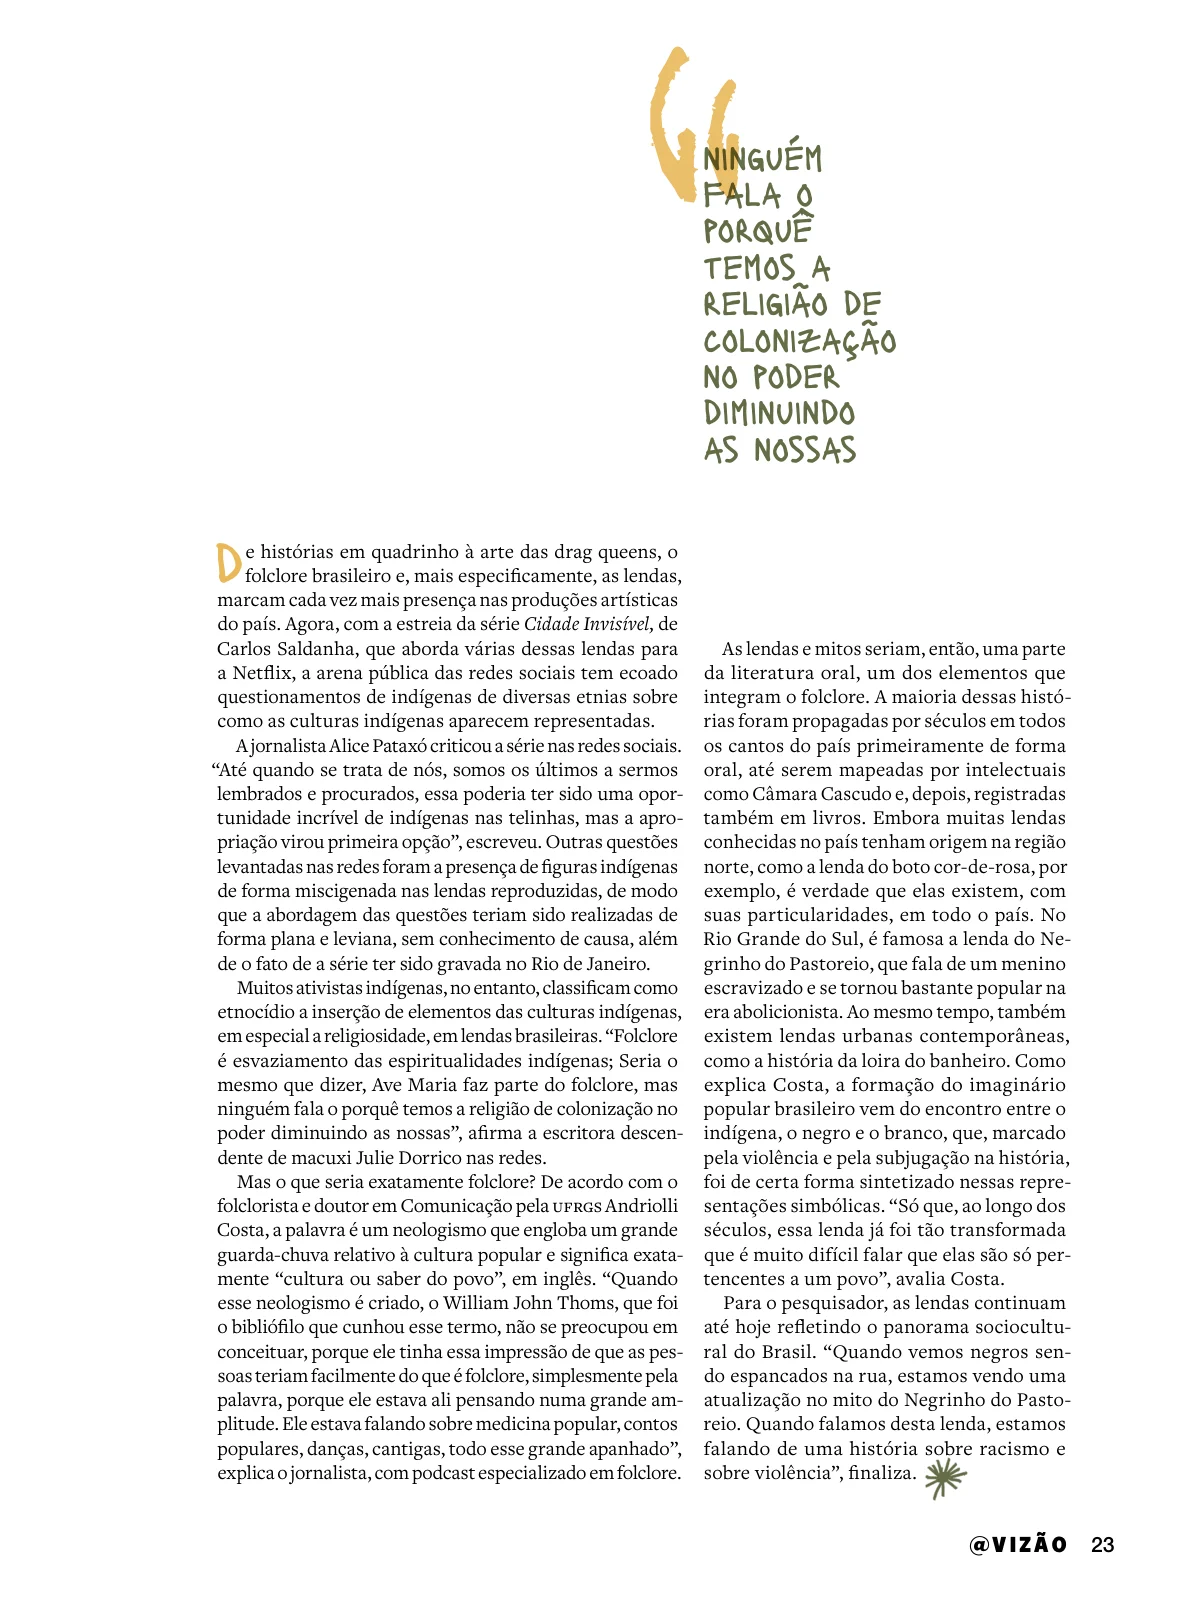 NINGUÉM
FALA O
PORQUÊ
TEMOS A
RELIGIÃO DE
COLONIZAÇÃO
NO PODER
DIMINUINDO
AS NOSSAS
De histórias em quadrinho à arte das drag queens, o
folclore brasileiro e, mais especificamente, as lendas,
marcam cada vez mais presença nas produções artísticas
do país. Agora, com a estreia da série Cidade Invisível, de
Carlos Saldanha, que aborda várias dessas lendas para
a Netflix, a arena pública das redes sociais tem ecoado
questionamentos de indígenas de diversas etnias sobre
como as culturas indígenas aparecem representadas.
A jornalista Alice Pataxó criticou a série nas redes sociais.
“Até quando se trata de nós, somos os últimos a sermos
lembrados e procurados, essa poderia ter sido uma opor-
tunidade incrível de indígenas nas telinhas, mas a apro-
priação virou primeira opção”, escreveu. Outras questões
levantadas nas redes foram a presença de figuras indígenas
de forma miscigenada nas lendas reproduzidas, de modo
que a abordagem das questões teriam sido realizadas de
forma plana e leviana, sem conhecimento de causa, além
de o fato de a série ter sido gravada no Rio de Janeiro.
Muitos ativistas indígenas, no entanto, classificam como
etnocídio a inserção de elementos das culturas indígenas,
em especial a religiosidade, em lendas brasileiras. “Folclore
é esvaziamento das espiritualidades indígenas; Seria o
mesmo que dizer, Ave Maria faz parte do folclore, mas
ninguém fala o porquê temos a religião de colonização no
poder diminuindo as nossas”, afirma a escritora descen-
dente de macuxi Julie Dorrico nas redes.
Mas o que seria exatamente folclore? De acordo com o
folclorista e doutor em Comunicação pela UFRGS Andriolli
Costa, a palavra é um neologismo que engloba um grande
guarda-chuva relativo à cultura popular e significa exata-
mente “cultura ou saber do povo”, em inglês. “Quando
esse neologismo é criado, o William John Thoms, que foi
o bibliófilo que cunhou esse termo, não se preocupou em
conceituar, porque ele tinha essa impressão de que as pes-
soas teriam facilmente do que é folclore, simplesmente pela
palavra, porque ele estava ali pensando numa grande am-
plitude. Ele estava falando sobre medicina popular, contos
populares, danças, cantigas, todo esse grande apanhado”,
explica o jornalista, com podcast especializado em folclore.
As lendas e mitos seriam, então, uma parte
da literatura oral, um dos elementos que
integram o folclore. A maioria dessas histó-
rias foram propagadas por séculos em todos
os cantos do país primeiramente de forma
oral, até serem mapeadas por intelectuais
como Câmara Cascudo e, depois, registradas
também em livros. Embora muitas lendas
conhecidas no país tenham origem na região
norte, como a lenda do boto cor-de-rosa, por
exemplo, é verdade que elas existem, com
suas particularidades, em todo o país. No
Rio Grande do Sul, é famosa a lenda do Ne-
grinho do Pastoreio, que fala de um menino
escravizado e se tornou bastante popular na
era abolicionista. Ao mesmo tempo, também
existem lendas urbanas contemporâneas,
como a história da loira do banheiro. Como
explica Costa, a formação do imaginário
popular brasileiro vem do encontro entre o
indígena, o negro e o branco, que, marcado
pela violência e pela subjugação na história,
foi de certa forma sintetizado nessas repre-
sentações simbólicas. “Só que, ao longo dos
séculos, essa lenda já foi tão transformada
que é muito difícil falar que elas são só per-
tencentes a um povo”, avalia Costa.
Para o pesquisador, as lendas continuam
até hoje refletindo o panorama sociocultu-
ral do Brasil. “Quando vemos negros sen-
do espancados na rua, estamos vendo uma
atualização no mito do Negrinho do Pasto-
reio. Quando falamos desta lenda, estamos
falando de uma história sobre racismo e
sobre violência”, finaliza.
@VIZÃO 23